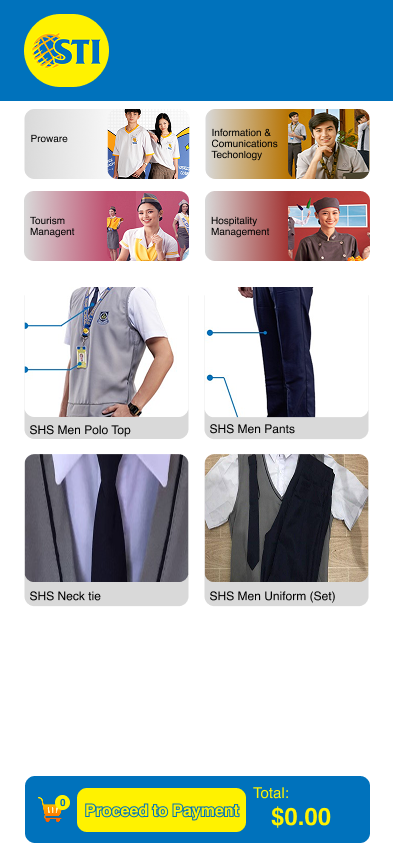 STI
Proware
Information &
Comunications
Techonlogy
Tourism
Managent
Hospitality
Management
SHS Men Polo Top
SHS Men Pants
SHS Neck tie
SHS Men Uniform (Set)
0
Proceed to Payment
Total:
$0.00